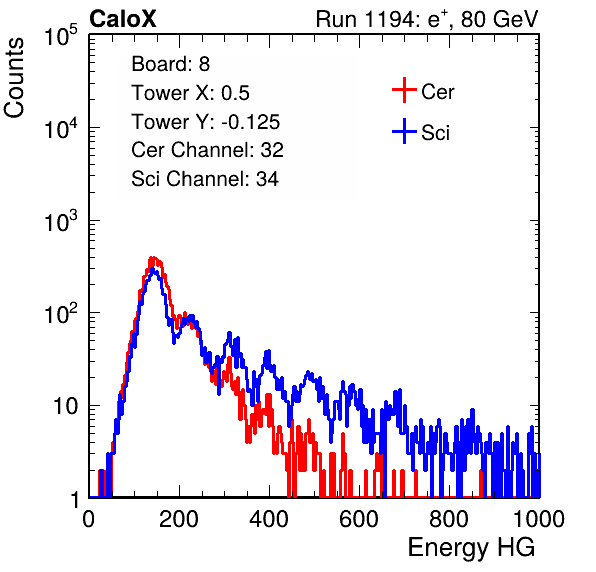 CaloX Run 1194: e⁺, 80 GeV
Counts
10⁵
10⁴
10³
10²
10
1
Board: 8
Tower X: 0.5
Tower Y: -0.125
Cer Channel: 32
Sci Channel: 34
Cer
Sci
0 200 400 600 800 1000
Energy HG